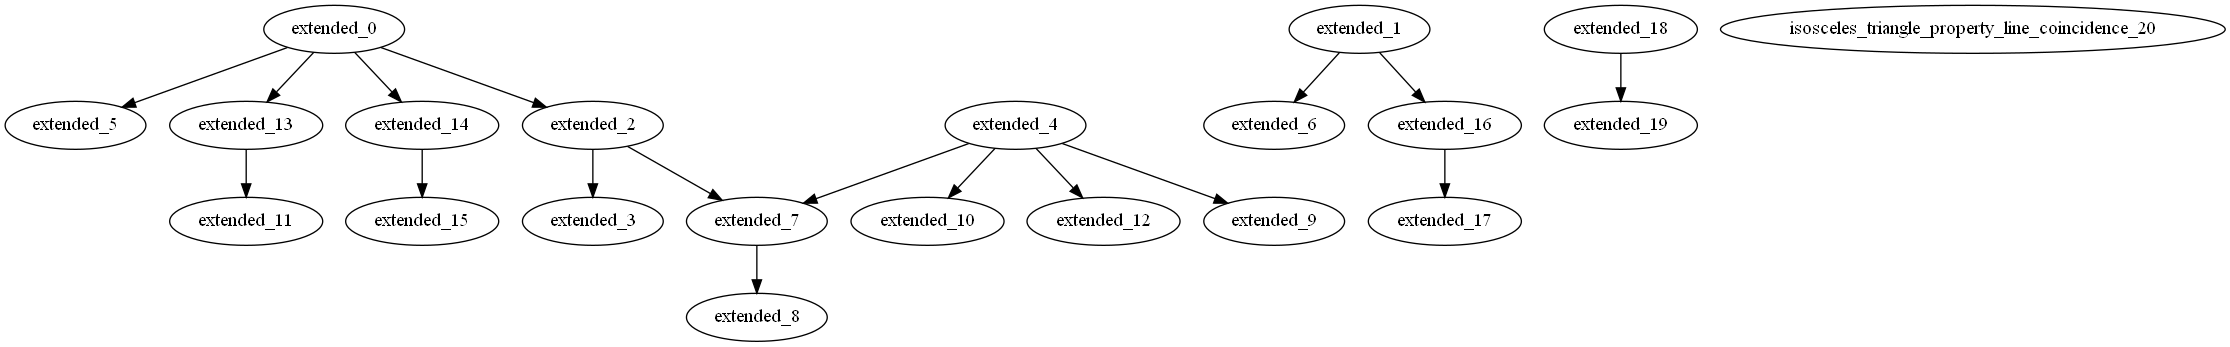 extended_0
extended_1
extended_18
isosceles_triangle_property_line_coincidence_20
extended_5
extended_13
extended_14
extended_2
extended_4
extended_6
extended_16
extended_19
extended_11
extended_15
extended_3
extended_7
extended_10
extended_12
extended_9
extended_17
extended_8